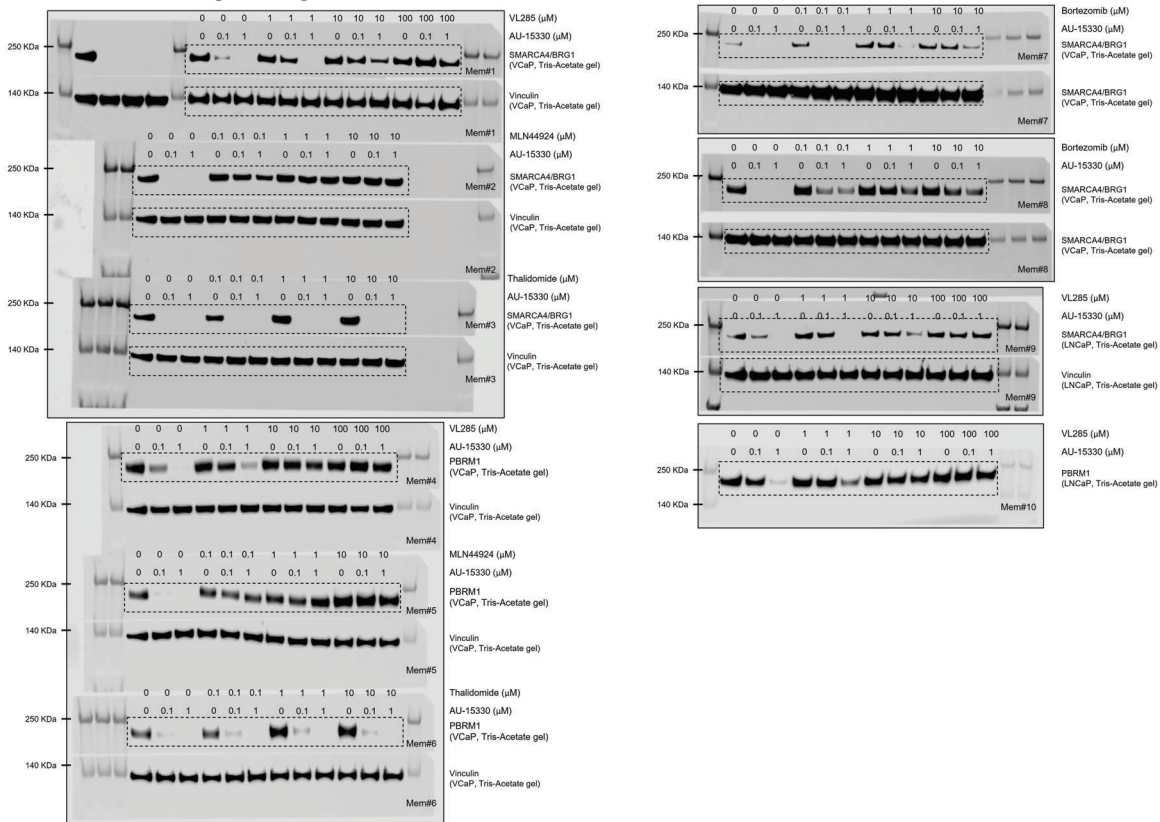 VL285 (μM)
0 0 0 1 1 1 10 10 10 100 100 100
AU-15330 (μM)
0 0.1 1 0 0.1 1 0 0.1 1 0 0.1 1
250 KDa
SMARCA4/BRG1
(VCaP, Tris-Acetate gel)
Mem#1
140 KDa
Vinculin
(VCaP, Tris-Acetate gel)
Mem#1
MLN44924 (μM)
0 0 0 0.1 0.1 0.1 1 1 1 10 10 10
AU-15330 (μM)
0 0.1 1 0 0.1 1 0 0.1 1 0 0.1 1
250 KDa
SMARCA4/BRG1
(VCaP, Tris-Acetate gel)
Mem#2
140 KDa
Vinculin
(VCaP, Tris-Acetate gel)
Mem#2
Thalidomide (μM)
0 0 0 0.1 0.1 0.1 1 1 1 10 10 10
AU-15330 (μM)
0 0.1 1 0 0.1 1 0 0.1 1 0 0.1 1
250 KDa
SMARCA4/BRG1
(VCaP, Tris-Acetate gel)
Mem#3
140 KDa
Vinculin
(VCaP, Tris-Acetate gel)
Mem#3
VL285 (μM)
0 0 0 1 1 1 10 10 10 100 100 100
AU-15330 (μM)
0 0.1 1 0 0.1 1 0 0.1 1 0 0.1 1
250 KDa
PBRM1
(VCaP, Tris-Acetate gel)
Mem#4
140 KDa
Vinculin
(VCaP, Tris-Acetate gel)
Mem#4
MLN44924 (μM)
0 0 0 0.1 0.1 0.1 1 1 1 10 10 10
AU-15330 (μM)
0 0.1 1 0 0.1 1 0 0.1 1 0 0.1 1
250 KDa
PBRM1
(VCaP, Tris-Acetate gel)
Mem#5
140 KDa
Vinculin
(VCaP, Tris-Acetate gel)
Mem#5
Thalidomide (μM)
0 0 0 0.1 0.1 0.1 1 1 1 10 10 10
AU-15330 (μM)
0 0.1 1 0 0.1 1 0 0.1 1 0 0.1 1
250 KDa
PBRM1
(VCaP, Tris-Acetate gel)
Mem#6
140 KDa
Vinculin
(VCaP, Tris-Acetate gel)
Mem#6
Bortezomib (μM)
0 0 0 0.1 0.1 0.1 1 1 1 10 10 10
AU-15330 (μM)
0 0.1 1 0 0.1 1 0 0.1 1 0 0.1 1
250 KDa
SMARCA4/BRG1
(VCaP, Tris-Acetate gel)
Mem#7
140 KDa
SMARCA4/BRG1
(VCaP, Tris-Acetate gel)
Mem#7
Bortezomib (μM)
0 0 0 0.1 0.1 0.1 1 1 1 10 10 10
AU-15330 (μM)
0 0.1 1 0 0.1 1 0 0.1 1 0 0.1 1
250 KDa
SMARCA4/BRG1
(VCaP, Tris-Acetate gel)
Mem#8
140 KDa
SMARCA4/BRG1
(VCaP, Tris-Acetate gel)
Mem#8
VL285 (μM)
0 0 0 1 1 1 10 10 10 100 100 100
AU-15330 (μM)
0 0.1 1 0 0.1 1 0 0.1 1 0 0.1 1
250 KDa
SMARCA4/BRG1
(LNCaP, Tris-Acetate gel)
Mem#9
140 KDa
Vinculin
(LNCaP, Tris-Acetate gel)
Mem#9
VL285 (μM)
0 0 0 1 1 1 10 10 10 100 100 100
AU-15330 (μM)
0 0.1 1 0 0.1 1 0 0.1 1 0 0.1 1
250 KDa
PBRM1
(LNCaP, Tris-Acetate gel)
140 KDa
Mem#10